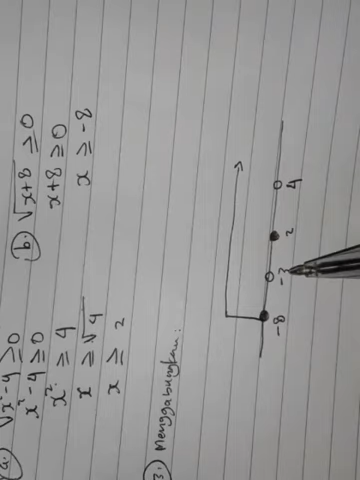 a. √x²-4 ≥0
x²-4 ≥0
x² ≥ 4
x ≥ √4
x ≥ 2
b. √x+8 ≥0
x+8 ≥0
x ≥ -8
3.) Menggabungkan:
-8 -3 2 4